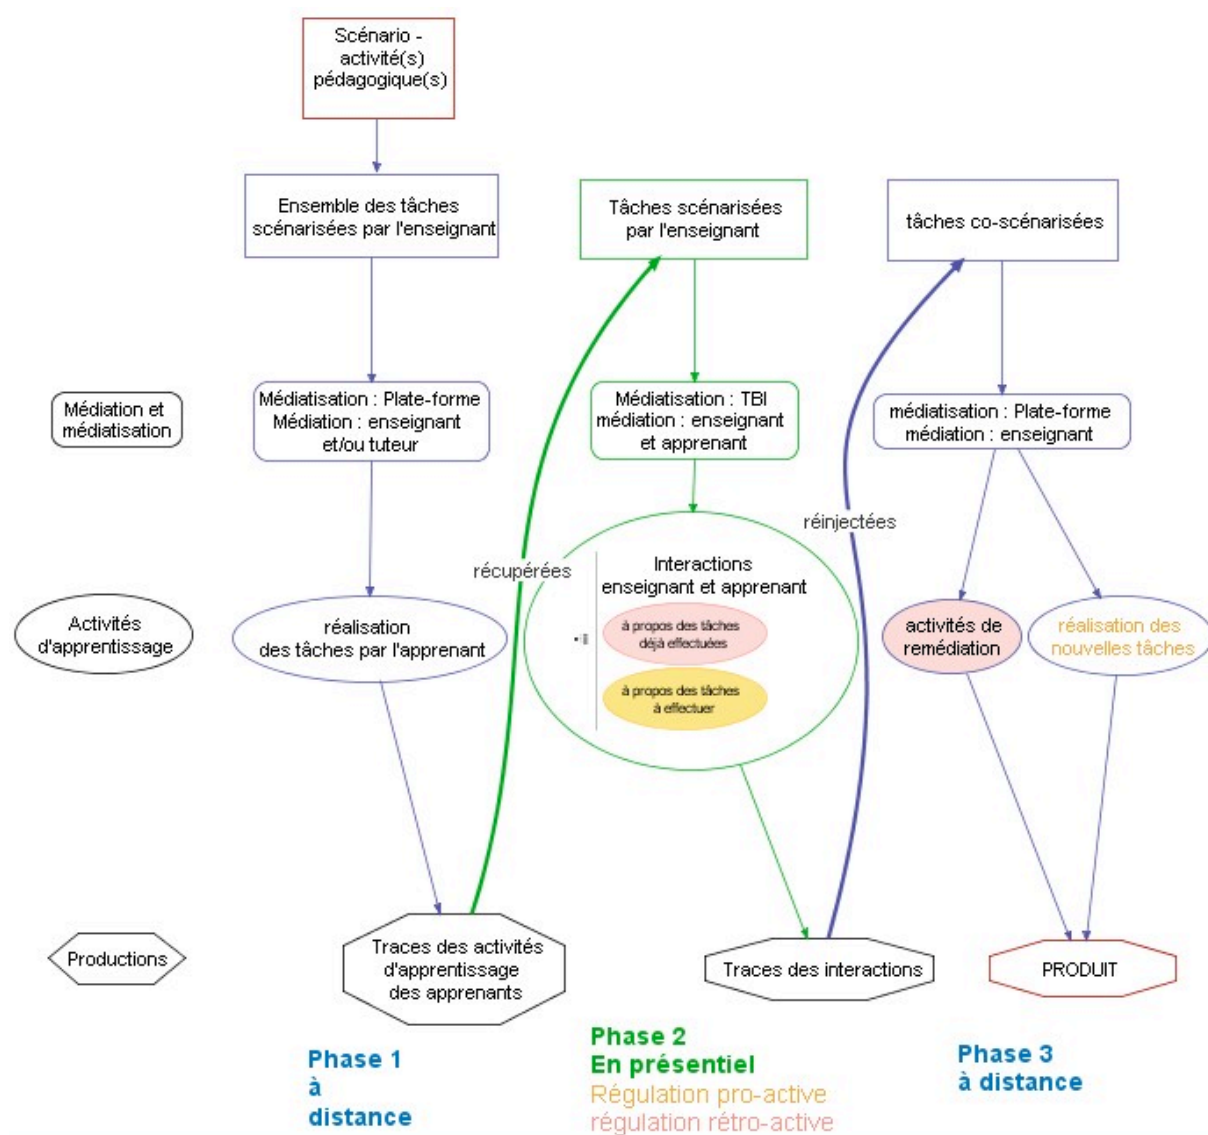 Scénario -
activité(s)
pédagogique(s)
Ensemble des tâches
scénarisées par l'enseignant
Tâches scénarisées
par l'enseignant
tâches co-scénarisées
Médiation et
médiatisation
Médiatisation : Plate-forme
Médiation : enseignant
et/ou tuteur
Médiatisation : TBI
médiation : enseignant
et apprenant
médiatisation : Plate-forme
médiation : enseignant
récupérées
réinjectées
Activités
d'apprentissage
réalisation
des tâches par l'apprenant
Interactions
enseignant et apprenant
à propos des tâches
déjà effectuées
à propos des tâches
à effectuer
activités de
remédiation
réalisation des
nouvelles tâches
Productions
Traces des activités
d'apprentissage
des apprenants
Traces des interactions
PRODUIT
Phase 1
à
distance
Phase 2
En présentiel
Régulation pro-active
régulation rétro-active
Phase 3
à distance